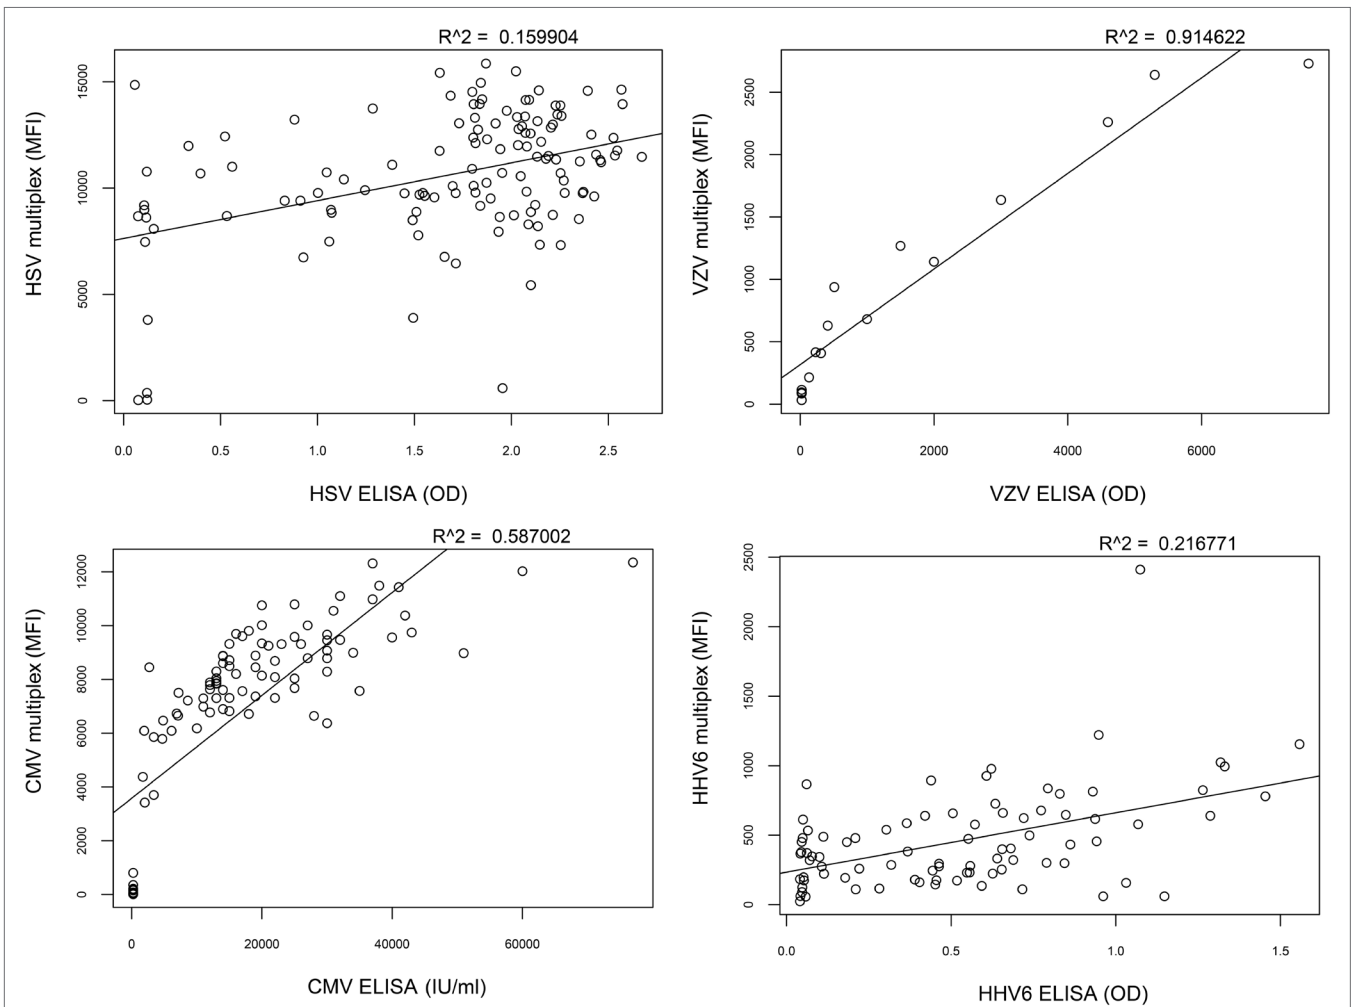 R^2 = 0.159904
HSV multiplex (MFI)
15000
10000
5000
0
0.0 0.5 1.0 1.5 2.0 2.5
HSV ELISA (OD)
R^2 = 0.914622
VZV multiplex (MFI)
2500
2000
1500
1000
500
0
0 2000 4000 6000
VZV ELISA (OD)
R^2 = 0.587002
CMV multiplex (MFI)
12000
10000
8000
6000
4000
2000
0
0 20000 40000 60000
CMV ELISA (IU/ml)
R^2 = 0.216771
HHV6 multiplex (MFI)
2500
2000
1500
1000
500
0
0.0 0.5 1.0 1.5
HHV6 ELISA (OD)